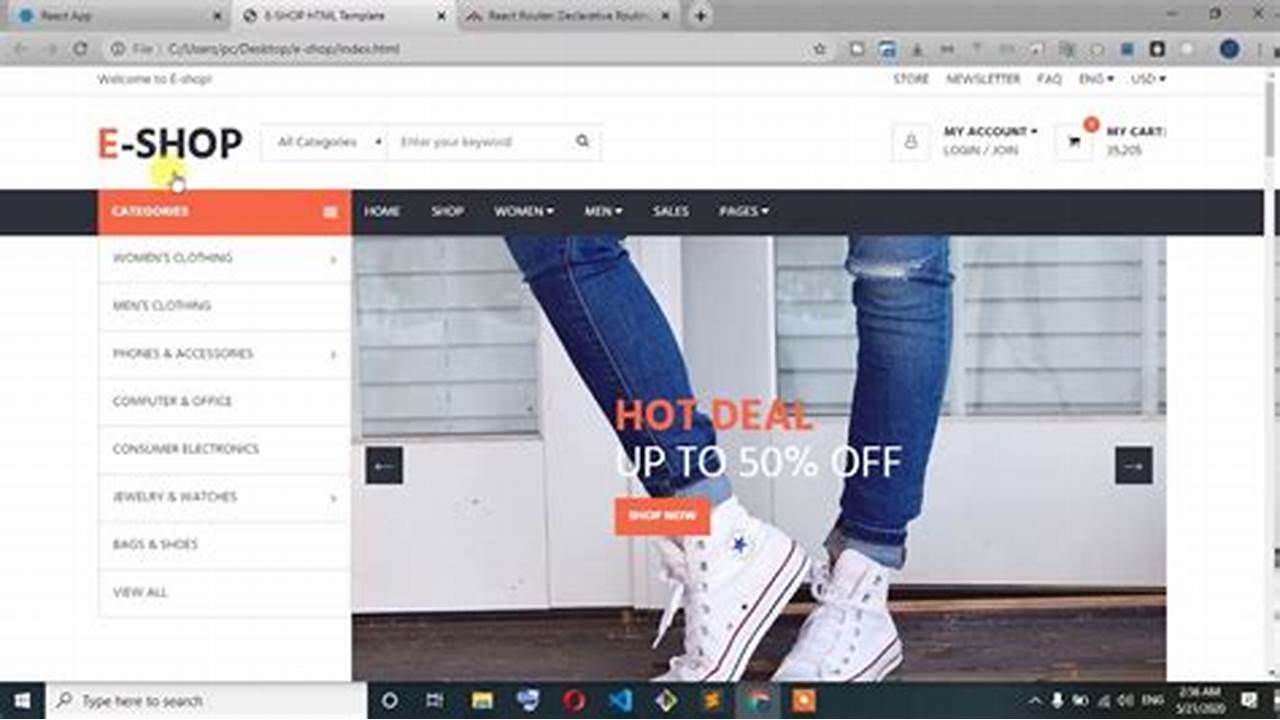 React App
E-SHOP HTML Template
React Router: Declarative Routin
File
C:/Users/pc/Desktop/e-shop/index.html
Welcome to E-shop!
STORE NEWSLETTER FAQ ENG USD
E-SHOP
All Categories
Enter your keyword
MY ACCOUNT
LOGIN / JOIN
MY CART:
35.20$
CATEGORIES
HOME SHOP WOMEN MEN SALES PAGES
WOMEN'S CLOTHING
MEN'S CLOTHING
PHONES & ACCESSORIES
COMPUTER & OFFICE
CONSUMER ELECTRONICS
JEWELRY & WATCHES
BAGS & SHOES
VIEW ALL
HOT DEAL
UP TO 50% OFF
SHOP NOW
Type here to search
ENG
2:56 AM
5/21/2020